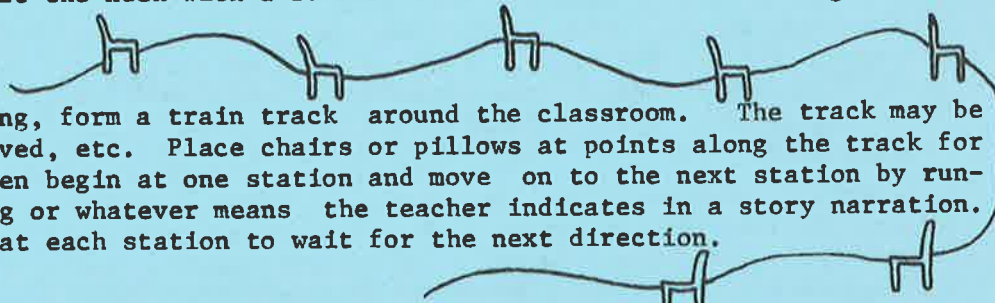 ng, form a train track around the classroom. The track may be
ved, etc. Place chairs or pillows at points along the track for
en begin at one station and move on to the next station by run-
g or whatever means the teacher indicates in a story narration.
at each station to wait for the next direction.